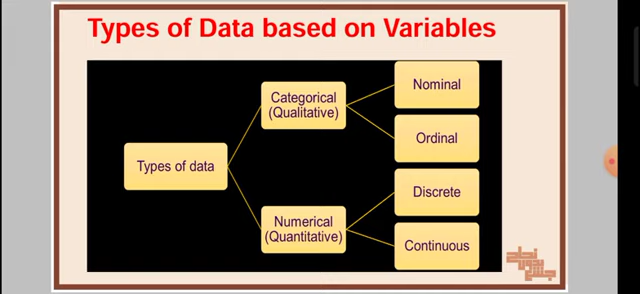 Types of Data based on Variables
Types of data
Categorical
(Qualitative)
Nominal
Ordinal
Numerical
(Quantitative)
Discrete
Continuous